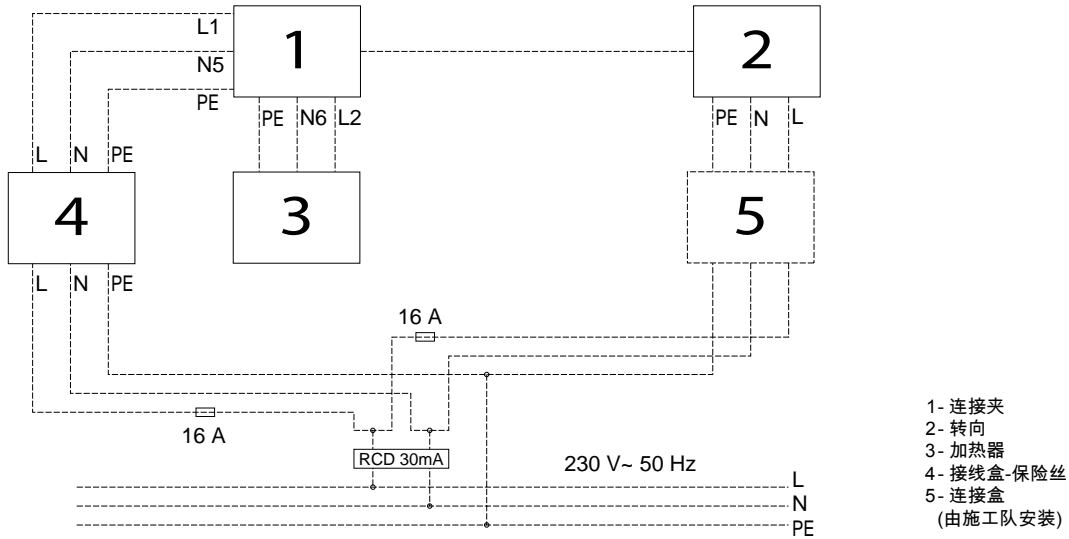 L1
1
2
N5
PE
PE N6 L2
PE N L
L N PE
4
3
5
L N PE
16 A
16 A
RCD 30mA
230 V~ 50 Hz
L
N
PE
1- 连接夹
2- 转向
3- 加热器
4- 接线盒-保险丝
5- 连接盒
(由施工队安装)